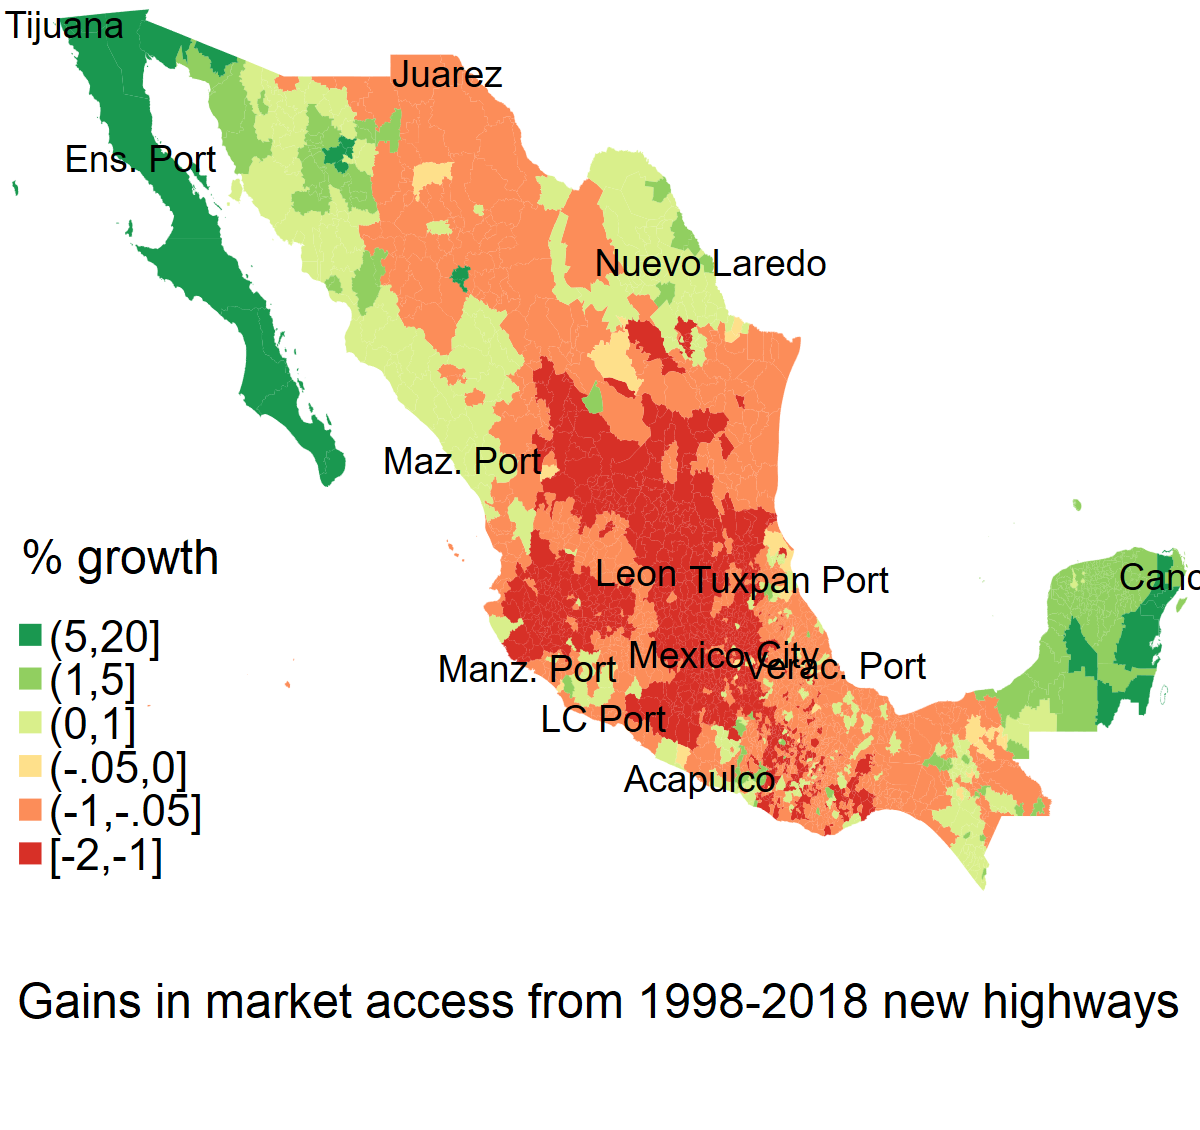 Tijuana
Juarez
Ens. Port
Nuevo Laredo
Maz. Port
% growth
Leon
Tuxpan Port
Canc
(5,20]
(1,5]
(0,1]
(-.05,0]
(-1,-.05]
[-2,-1]
Mexico City
Manz. Port
Verac. Port
LC Port
Acapulco
Gains in market access from 1998-2018 new highways